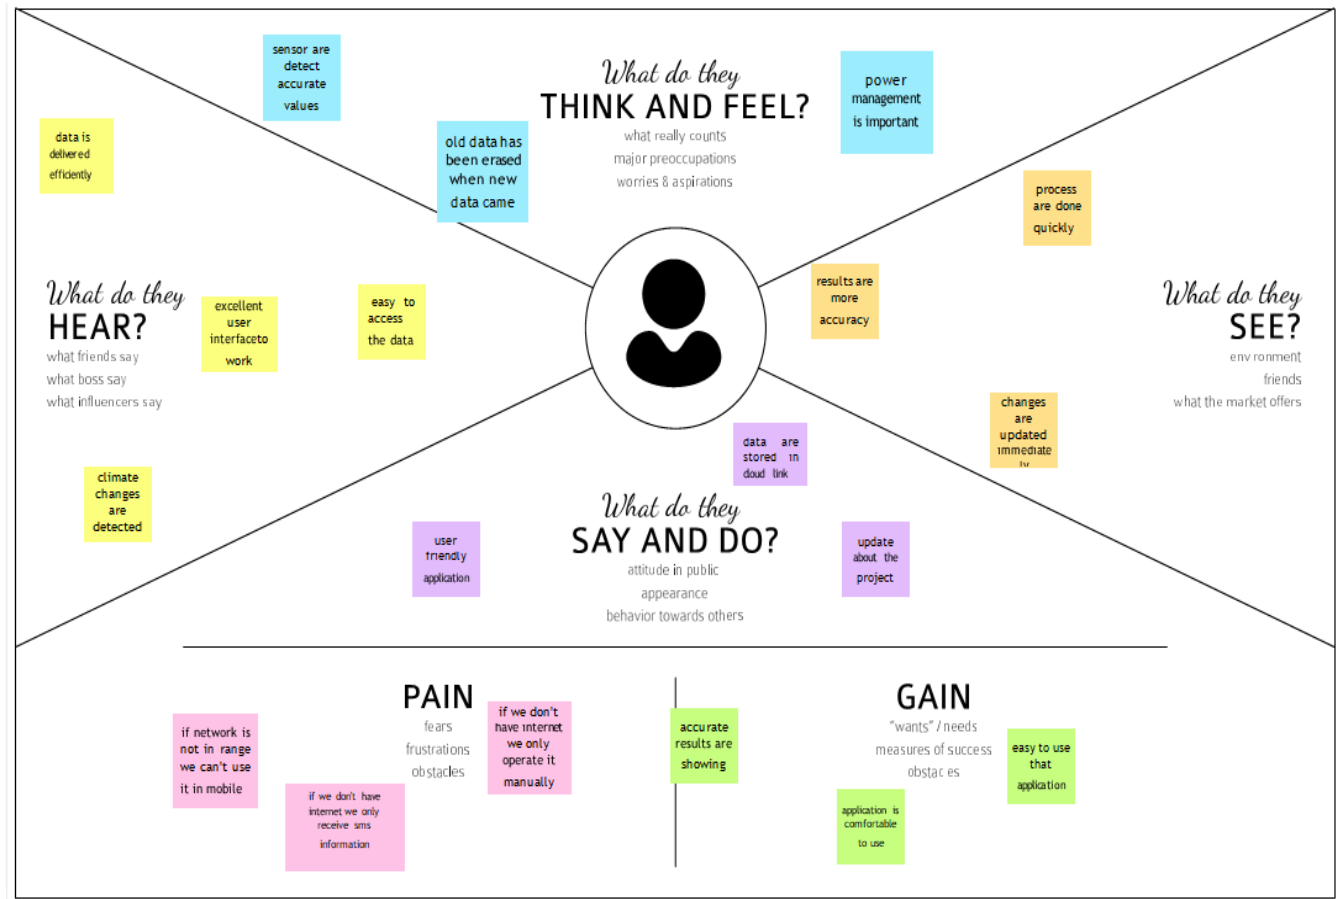 What do they
THINK AND FEEL?
what really counts
major preoccupations
worries & aspirations
sensor are
detect
accurate
values
old data has
been erased
when new
data came
power
management
is important
What do they
HEAR?
what friends say
what boss say
what influencers say
data is
delivered
efficiently
excellent
user
interfaceto
work
easy to
access
the data
climate
changes
are
detected
What do they
SEE?
env ronment
friends
what the market offers
process
are done
quickly
results are
more
accuracy
changes
are
updated
immediate
ly
What do they
SAY AND DO?
attitude in public
appearance
behavior towards others
data are
stored in
cloud link
user
friendly
application
update
about the
project
PAIN
fears
frustrations
obstacles
if network is
not in range
we can't use
it in mobile
if we don't have
internet we only
receive sms
information
if we don't
have internet
we only
operate it
manually
GAIN
"wants" / needs
measures of success
obstac es
accurate
results are
showing
application is
comfortable
to use
easy to use
that
application